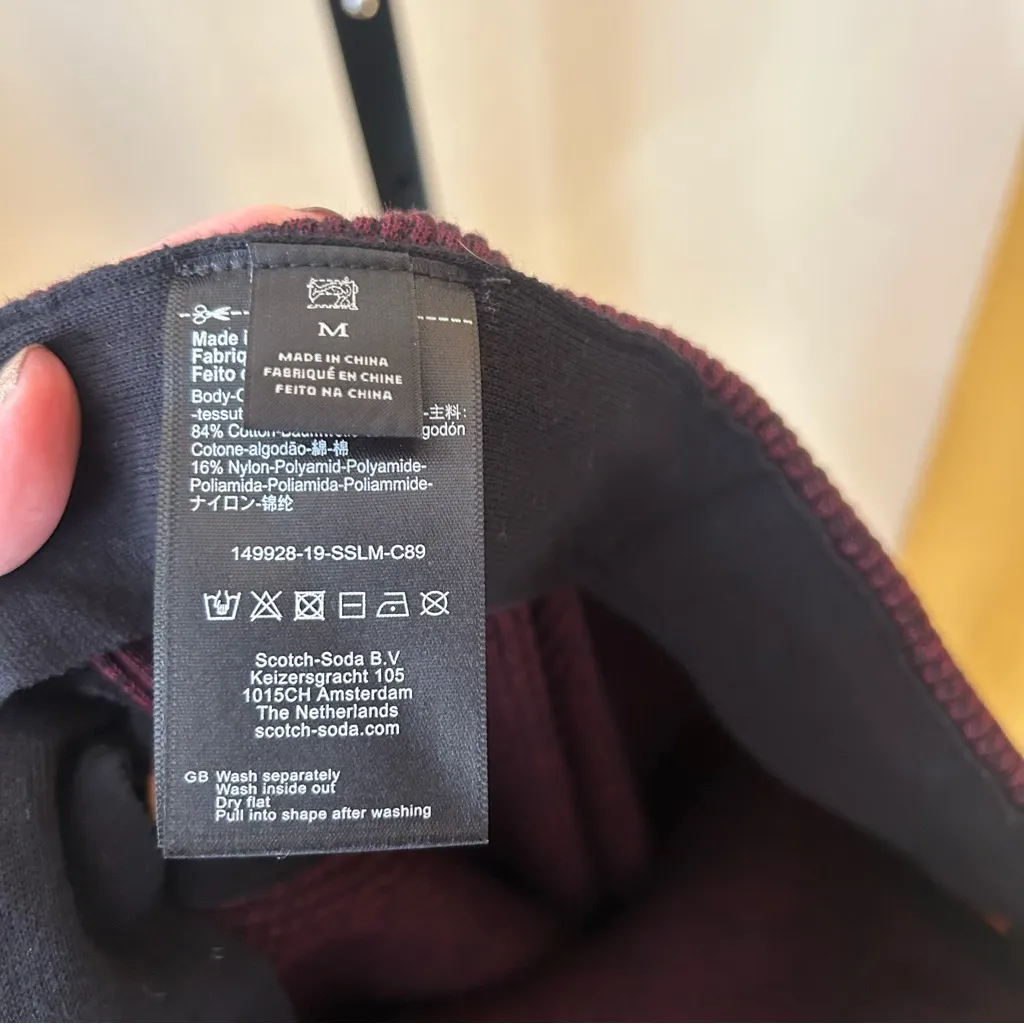 M
MADE IN CHINA
FABRIQUÉ EN CHINE
FEITO NA CHINA
Made
Fabriq
Feito
Body-
-tessut -主料:
84% Cotton-Baumwolle godón
Cotone-algodão-綿-棉
16% Nylon-Polyamid-Polyamide-
Poliamida-Poliamida-Poliammide-
ナイロン-锦纶
149928-19-SSLM-C89
Scotch-Soda B.V
Keizersgracht 105
1015CH Amsterdam
The Netherlands
scotch-soda.com
GB Wash separately
Wash inside out
Dry flat
Pull into shape after washing